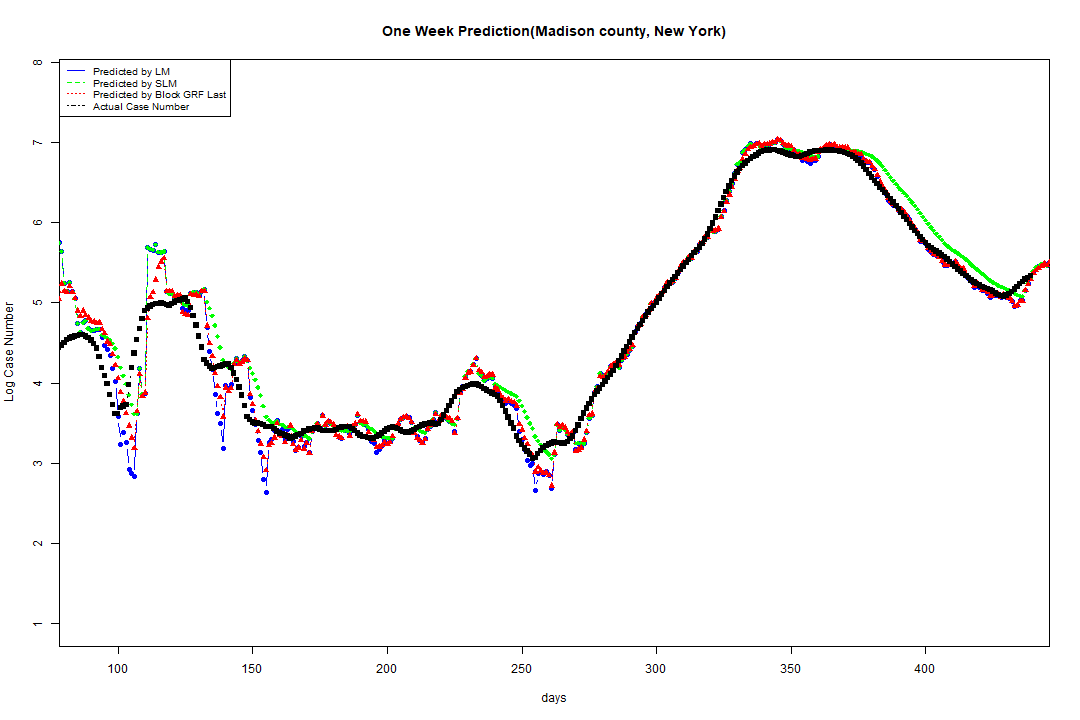 One Week Prediction(Madison county, New York)
Predicted by LM
Predicted by SLM
Predicted by Block GRF Last
Actual Case Number
8
7
6
5
4
3
2
1
Log Case Number
100 150 200 250 300 350 400
days